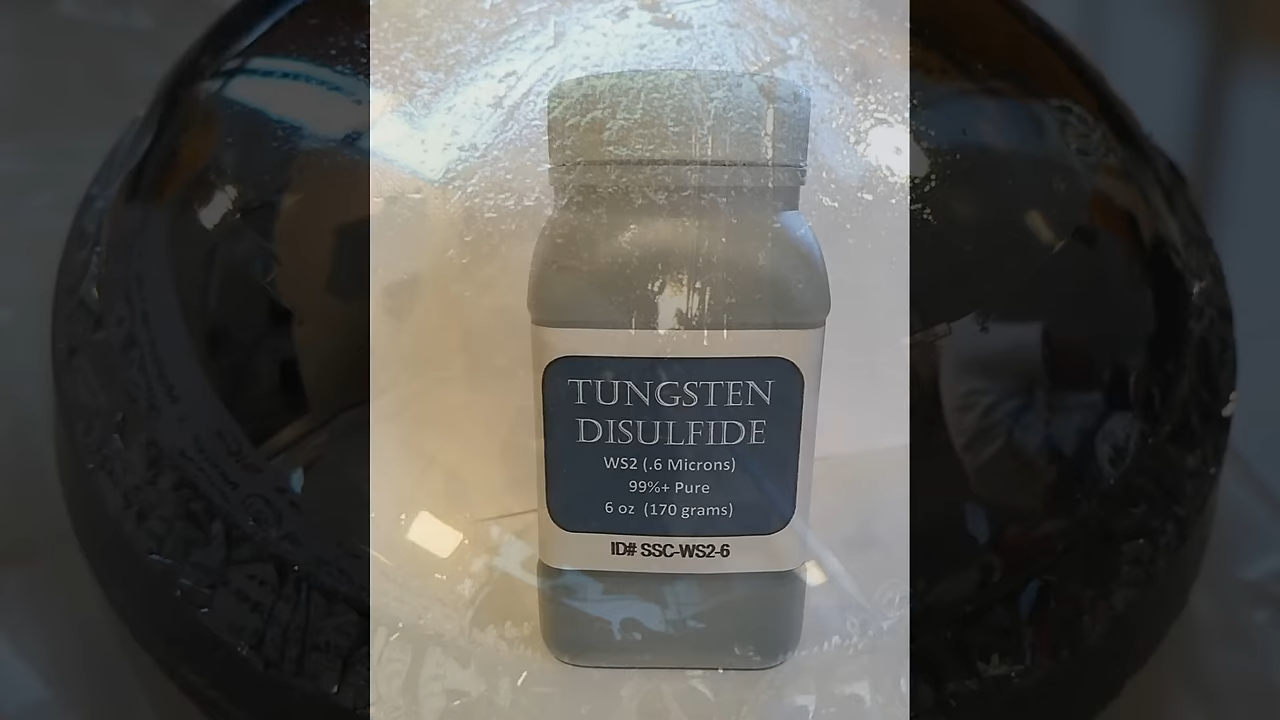 TUNGSTEN
DISULFIDE
WS2 (.6 Microns)
99%+ Pure
6 oz (170 grams)
ID# SSC-WS2-6